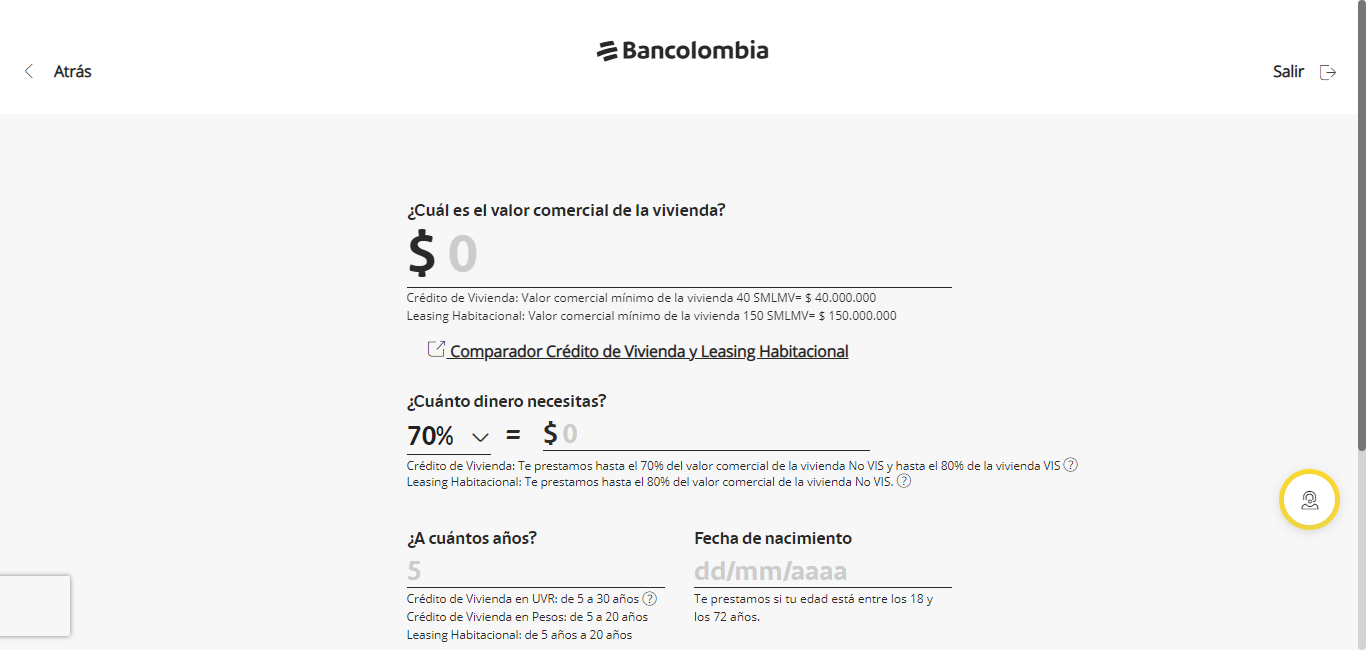 Bancolombia
Atrás
Salir
¿Cuál es el valor comercial de la vivienda?
$ 0
Crédito de Vivienda: Valor comercial mínimo de la vivienda 40 SMLMV= $ 40.000.000
Leasing Habitacional: Valor comercial mínimo de la vivienda 150 SMLMV= $ 150.000.000
Comparador Crédito de Vivienda y Leasing Habitacional
¿Cuánto dinero necesitas?
70% = $ 0
Crédito de Vivienda: Te prestamos hasta el 70% del valor comercial de la vivienda No VIS y hasta el 80% de la vivienda VIS ?
Leasing Habitacional: Te prestamos hasta el 80% del valor comercial de la vivienda No VIS. ?
¿A cuántos años?
5
Crédito de Vivienda en UVR: de 5 a 30 años ?
Crédito de Vivienda en Pesos: de 5 a 20 años
Leasing Habitacional: de 5 años a 20 años
Fecha de nacimiento
dd/mm/aaaa
Te prestamos si tu edad está entre los 18 y
los 72 años.